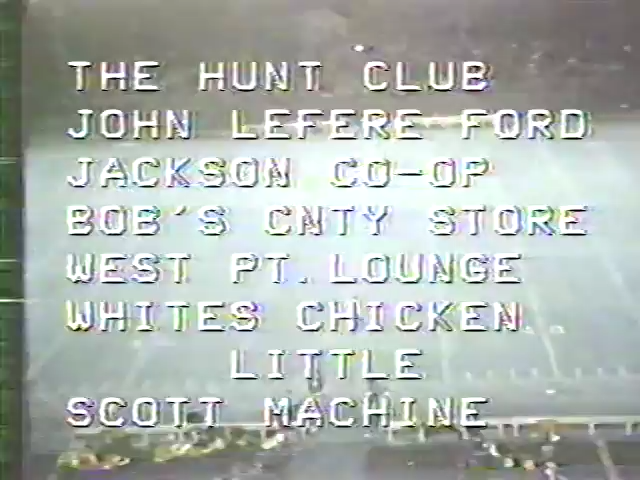 THE HUNT CLUB
JOHN LEFERE FORD
JACKSON CO-OP
BOB'S CNTY STORE
WEST PT. LOUNGE
WHITES CHICKEN
LITTLE
SCOTT MACHINE